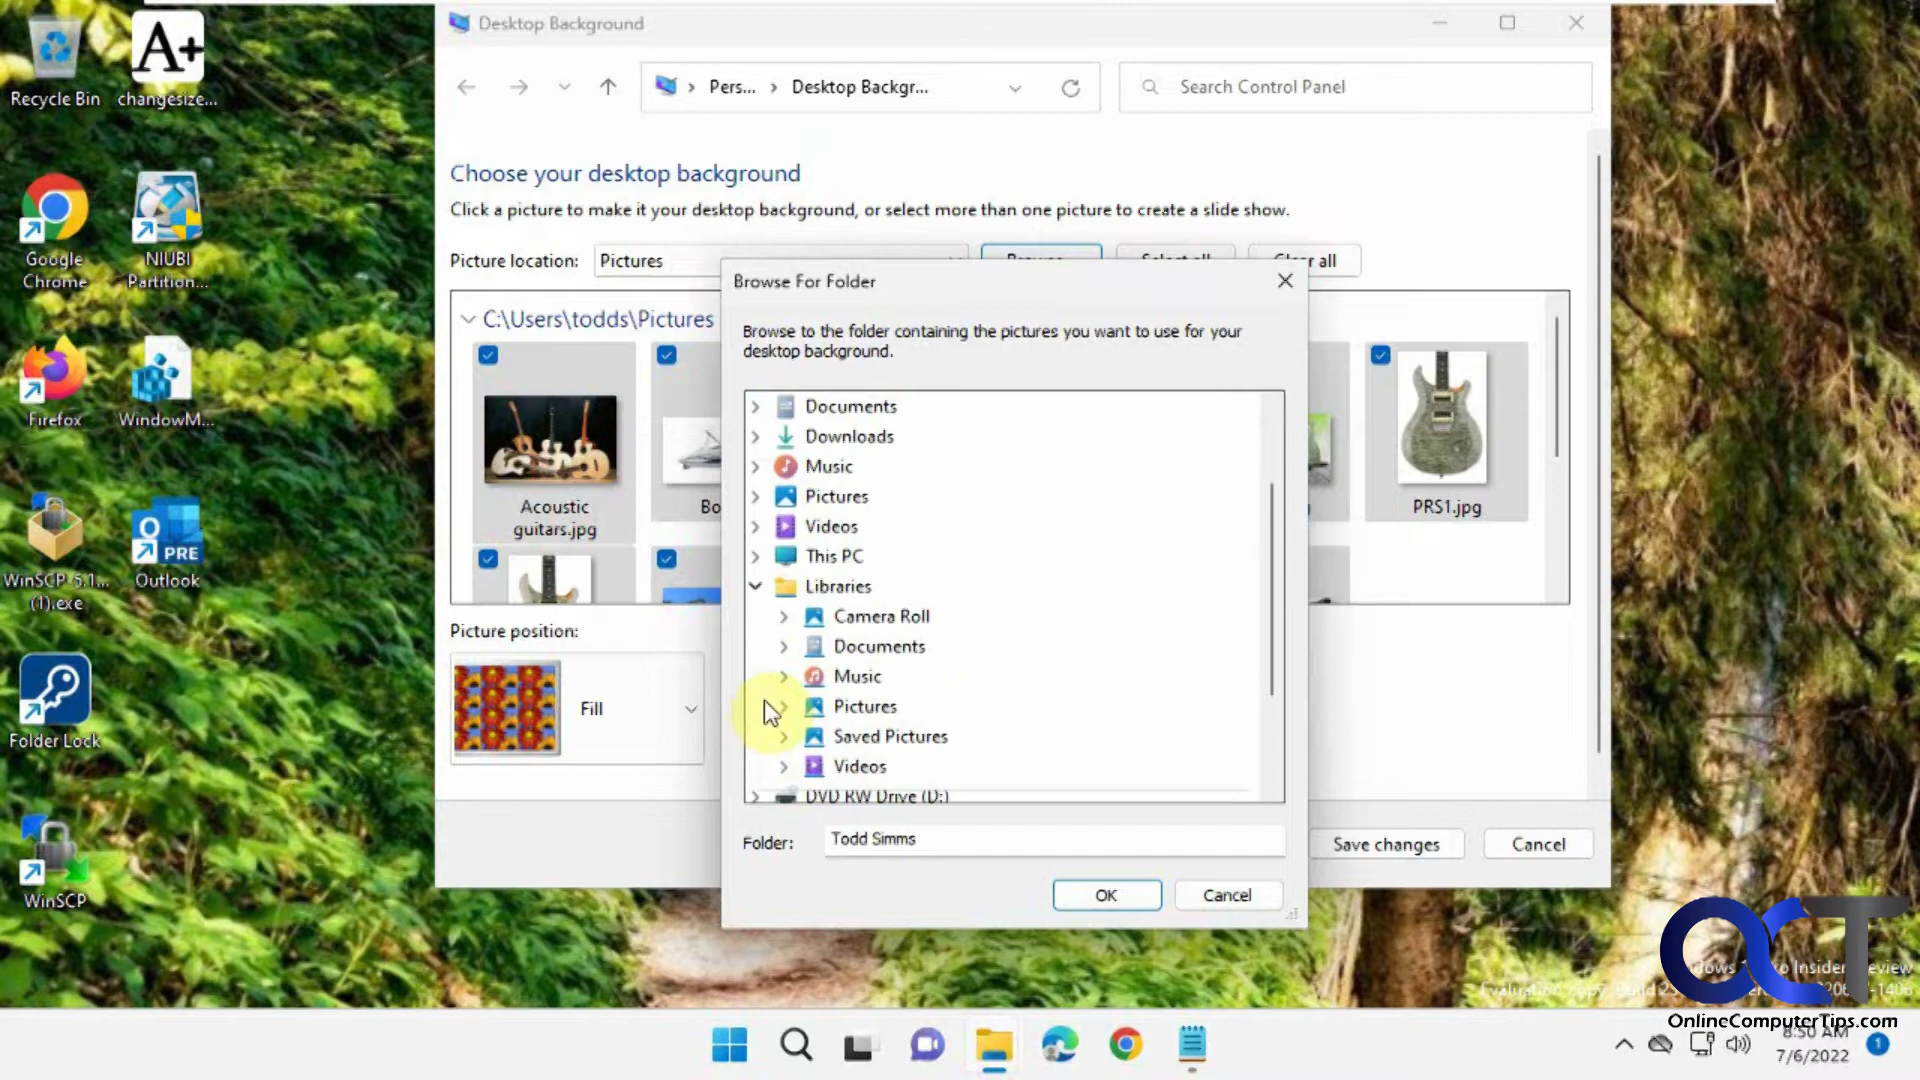 Desktop Background
Recycle Bin
changesize...
Pers...
Desktop Backgr...
Search Control Panel
Choose your desktop background
Click a picture to make it your desktop background, or select more than one picture to create a slide show.
Google
Chrome
NIUBI
Partition...
Picture location:
Pictures
Browse...
Select all
Clear all
Browse For Folder
Browse to the folder containing the pictures you want to use for your
desktop background.
C:\Users\todds\Pictures
Acoustic
guitars.jpg
Bo
PRS1.jpg
Firefox
WindowM...
Documents
Downloads
Music
Pictures
Videos
This PC
Libraries
Camera Roll
Documents
Music
Pictures
Saved Pictures
Videos
DVD RW Drive (D:)
WinSCP-5.1...
(1).exe
PRE
Outlook
Picture position:
Fill
Folder Lock
Folder:
Todd Simms
Save changes
Cancel
OK
Cancel
WinSCP
OCT
OnlineComputerTips.com
8:50 AM
7/6/2022
1